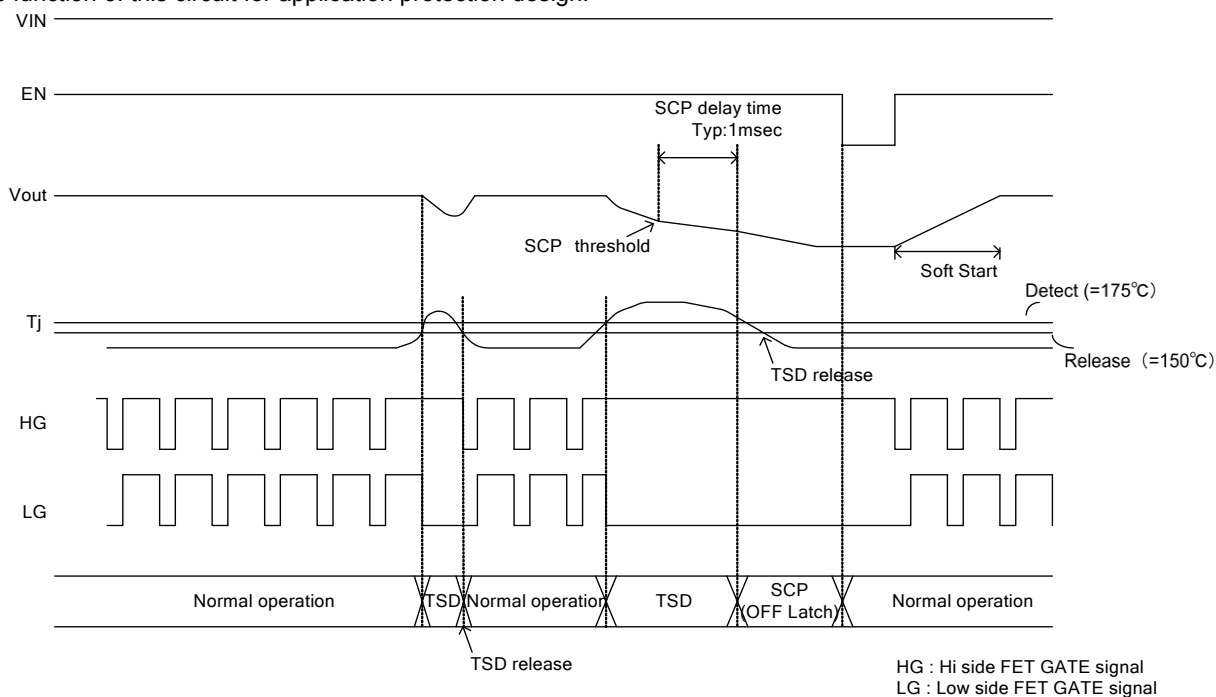 function of this circuit for application protection design.
VIN
EN
SCP delay time
Typ:1msec
Vout
SCP threshold
Soft Start
Detect (=175℃)
Tj
TSD release
Release (=150℃)
HG
LG
Normal operation
TSD
Normal operation
TSD
SCP
(OFF Latch)
Normal operation
TSD release
HG : Hi side FET GATE signal
LG : Low side FET GATE signal